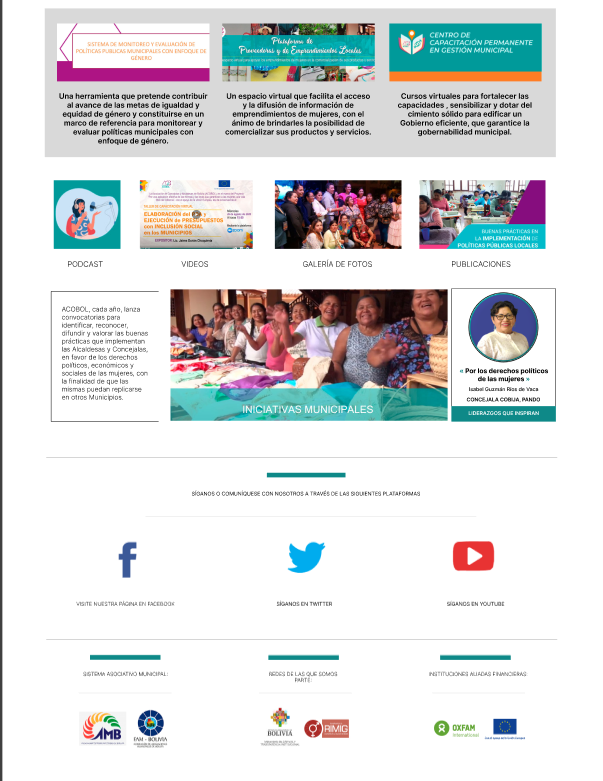 SISTEMA DE MONITOREO Y EVALUACIÓN DE
POLÍTICAS PÚBLICAS MUNICIPALES CON ENFOQUE DE
GÉNERO
Plataforma de
Proveedoras y de Emprendimientos Locales
CENTRO DE
CAPACITACIÓN PERMANENTE
EN GESTIÓN MUNICIPAL
Una herramienta que pretende contribuir
al avance de las metas de igualdad y
equidad de género y constituirse en un
marco de referencia para monitorear y
evaluar políticas municipales con
enfoque de género.
Un espacio virtual que facilita el acceso
y la difusión de información de
emprendimientos de mujeres, con el
ánimo de brindarles la posibilidad de
comercializar sus productos y servicios.
Cursos virtuales para fortalecer las
capacidades , sensibilizar y dotar del
cimiento sólido para edificar un
Gobierno eficiente, que garantice la
gobernabilidad municipal.
ELABORACIÓN del y
EJECUCIÓN de PRESUPUESTOS
con INCLUSIÓN SOCIAL
en los MUNICIPIOS
zoom
BUENAS PRÁCTICAS EN
LA IMPLEMENTACIÓN DE
POLÍTICAS PÚBLICAS LOCALES
PODCAST
VIDEOS
GALERÍA DE FOTOS
PUBLICACIONES
ACOBOL, cada año, lanza
convocatorias para
identificar, reconocer,
difundir y valorar las buenas
prácticas que implementan
las Alcaldesas y Concejalas,
en favor de los derechos
políticos, económicos y
sociales de las mujeres, con
la finalidad de que las
mismas puedan replicarse
en otros Municipios.
INICIATIVAS MUNICIPALES
« Por los derechos políticos
de las mujeres »
Isabel Guzmán Rios de Vaca
CONCEJALA COBIJA, PANDO
LIDERAZGOS QUE INSPIRAN
SÍGANOS O COMUNÍQUESE CON NOSOTROS A TRAVÉS DE LAS SIGUIENTES PLATAFORMAS
VISITE NUESTRA PÁGINA EN FACEBOOK
SÍGANOS EN TWITTER
SÍGANOS EN YOUTUBE
SISTEMA ASOCIATIVO MUNICIPAL:
REDES DE LAS QUE SOMOS
PARTE:
INSTITUCIONES ALIADAS FINANCIERAS
AMB
FAM - BOLIVIA
BOLIVIA
RIMIG
OXFAM
International